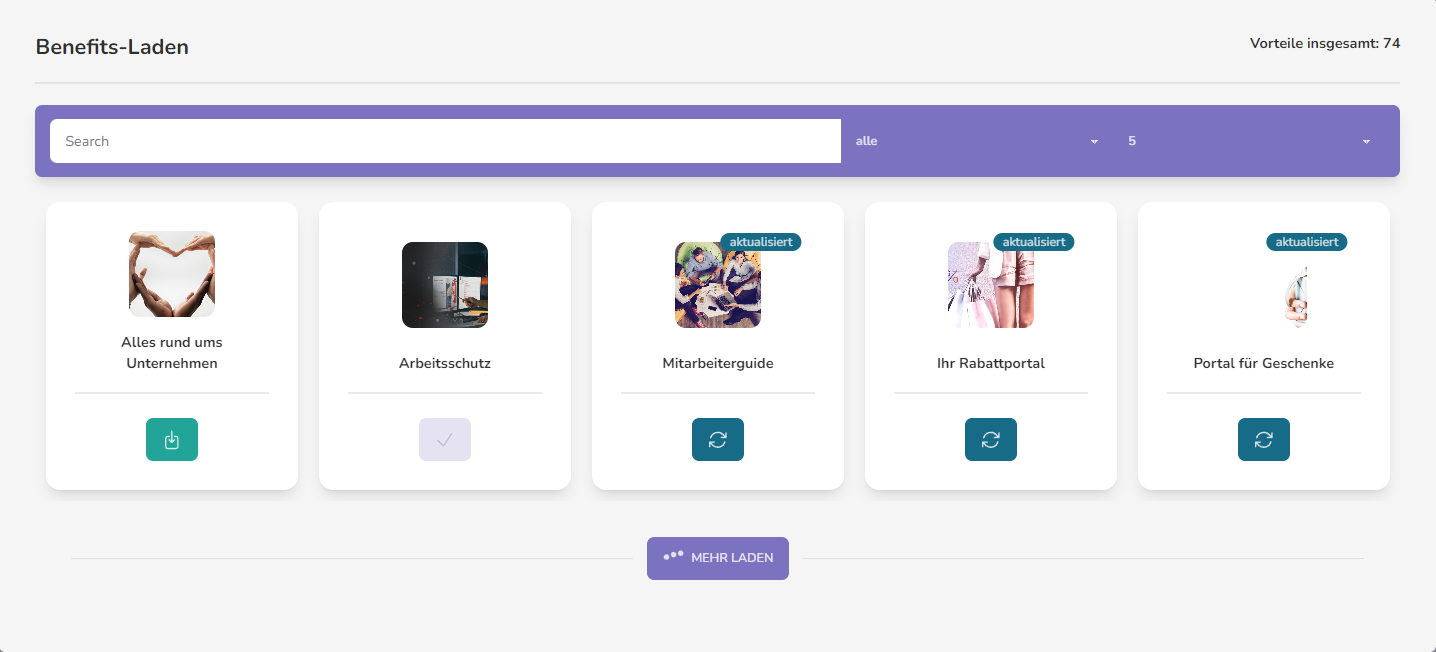 Benefits-Laden
Vorteile insgesamt: 74
Search
alle
5
Alles rund ums
Unternehmen
Arbeitsschutz
aktualisiert
Mitarbeiterguide
aktualisiert
Ihr Rabattportal
aktualisiert
Portal für Geschenke
MEHR LADEN